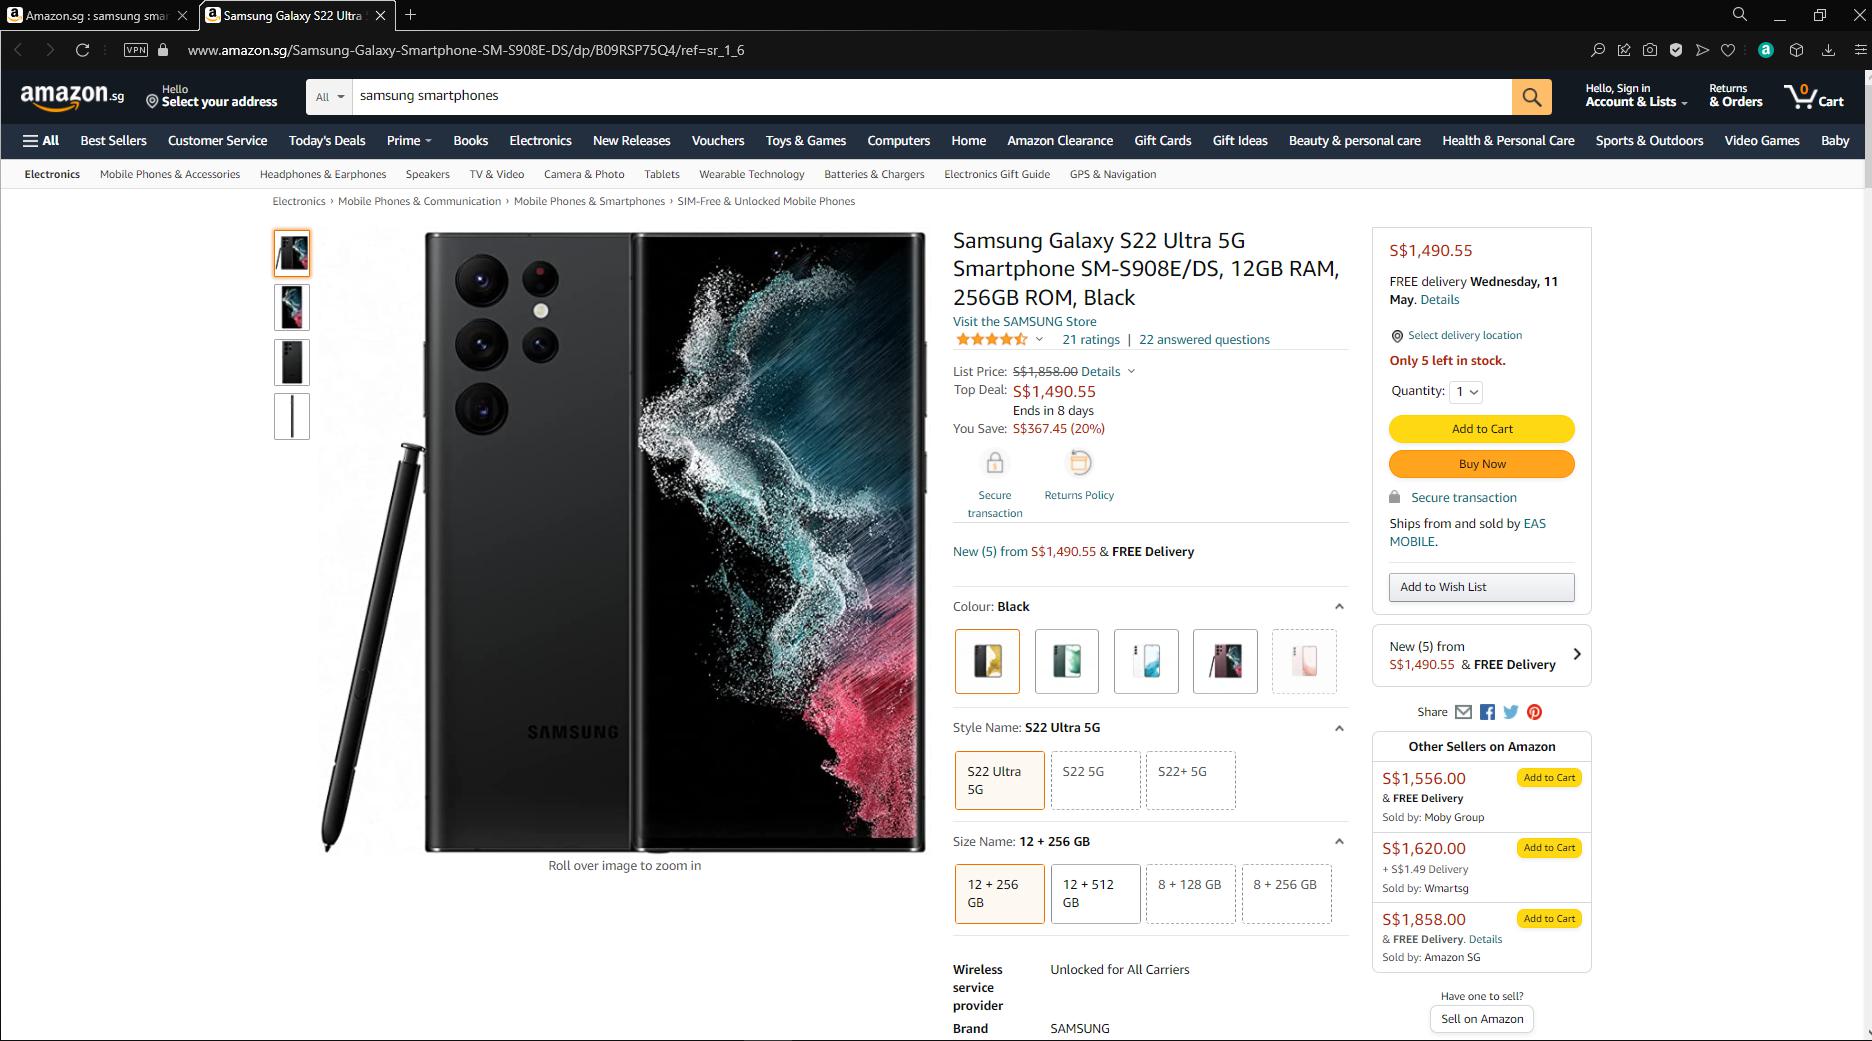 Amazon.sg : samsung smar
Samsung Galaxy S22 Ultra
VPN
www.amazon.sg/Samsung-Galaxy-Smartphone-SM-S908E-DS/dp/B09RSP75Q4/ref=sr_1_6
amazon.sg
Hello
Select your address
All
samsung smartphones
Hello, Sign in
Account & Lists
Returns
& Orders
0
Cart
All Best Sellers Customer Service Today's Deals Prime Books Electronics New Releases Vouchers Toys & Games Computers Home Amazon Clearance Gift Cards Gift Ideas Beauty & personal care Health & Personal Care Sports & Outdoors Video Games Baby
Electronics Mobile Phones & Accessories Headphones & Earphones Speakers TV & Video Camera & Photo Tablets Wearable Technology Batteries & Chargers Electronics Gift Guide GPS & Navigation
Electronics › Mobile Phones & Communication › Mobile Phones & Smartphones › SIM-Free & Unlocked Mobile Phones
SAMSUNG
Roll over image to zoom in
Samsung Galaxy S22 Ultra 5G
Smartphone SM-S908E/DS, 12GB RAM,
256GB ROM, Black
Visit the SAMSUNG Store
21 ratings | 22 answered questions
List Price: S$1,858.00 Details
Top Deal: S$1,490.55
Ends in 8 days
You Save: S$367.45 (20%)
Secure
transaction
Returns Policy
New (5) from S$1,490.55 & FREE Delivery
Colour: Black
Style Name: S22 Ultra 5G
S22 Ultra
5G
S22 5G
S22+ 5G
Size Name: 12 + 256 GB
12 + 256
GB
12 + 512
GB
8 + 128 GB
8 + 256 GB
Wireless
service
provider
Unlocked for All Carriers
Brand
SAMSUNG
S$1,490.55
FREE delivery Wednesday, 11
May. Details
Select delivery location
Only 5 left in stock.
Quantity: 1
Add to Cart
Buy Now
Secure transaction
Ships from and sold by EAS
MOBILE.
Add to Wish List
New (5) from
S$1,490.55 & FREE Delivery
Share
Other Sellers on Amazon
S$1,556.00
Add to Cart
& FREE Delivery
Sold by: Moby Group
S$1,620.00
Add to Cart
+ S$1.49 Delivery
Sold by: Wmartsg
S$1,858.00
Add to Cart
& FREE Delivery. Details
Sold by: Amazon SG
Have one to sell?
Sell on Amazon